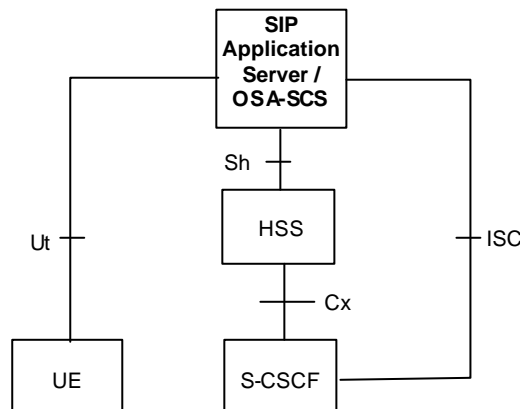 SIP
Application
Server /
OSA-SCS
Sh
HSS
Ut
ISC
Cx
UE
S-CSCF